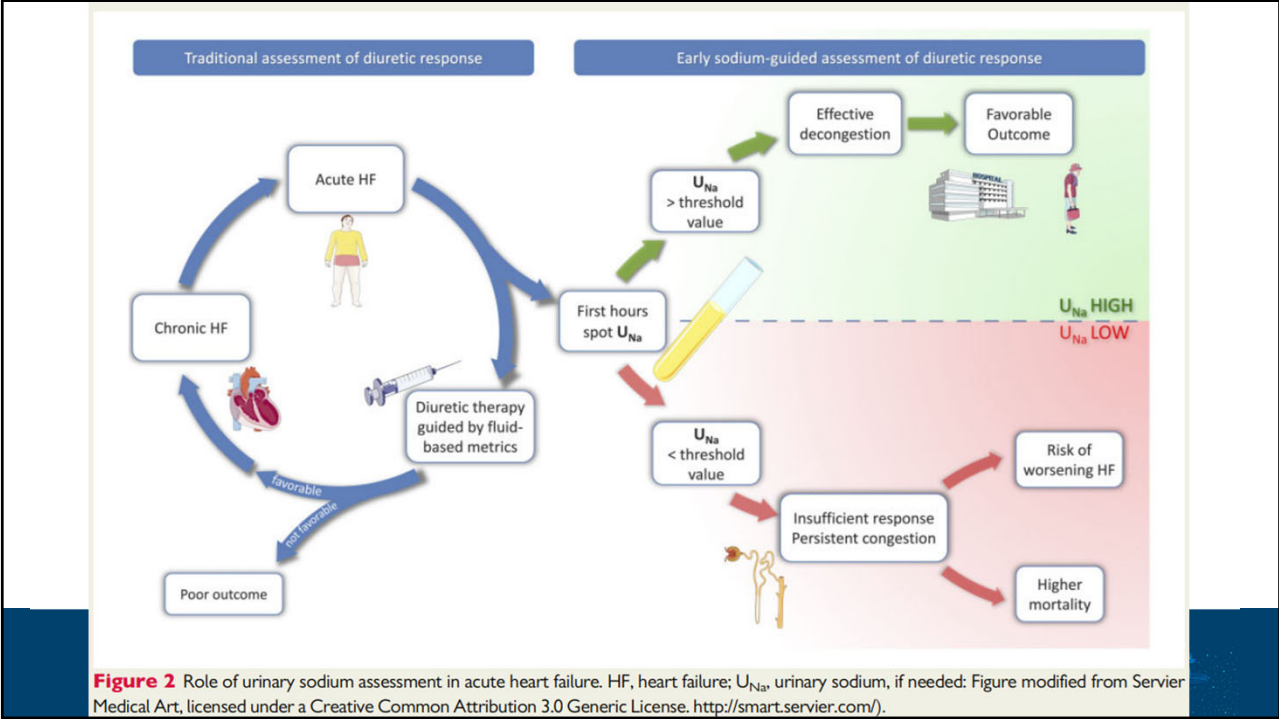 Traditional assessment of diuretic response
Early sodium-guided assessment of diuretic response
Acute HF
Chronic HF
Diuretic therapy
guided by fluid-
based metrics
favorable
not favorable
Poor outcome
First hours
spot UNa
UNa
> threshold
value
Effective
decongestion
Favorable
Outcome
HOSPITAL
UNa HIGH
UNa LOW
UNa
< threshold
value
Insufficient response
Persistent congestion
Risk of
worsening HF
Higher
mortality
Figure 2 Role of urinary sodium assessment in acute heart failure. HF, heart failure; UNa, urinary sodium, if needed: Figure modified from Servier
Medical Art, licensed under a Creative Common Attribution 3.0 Generic License. http://smart.servier.com/).